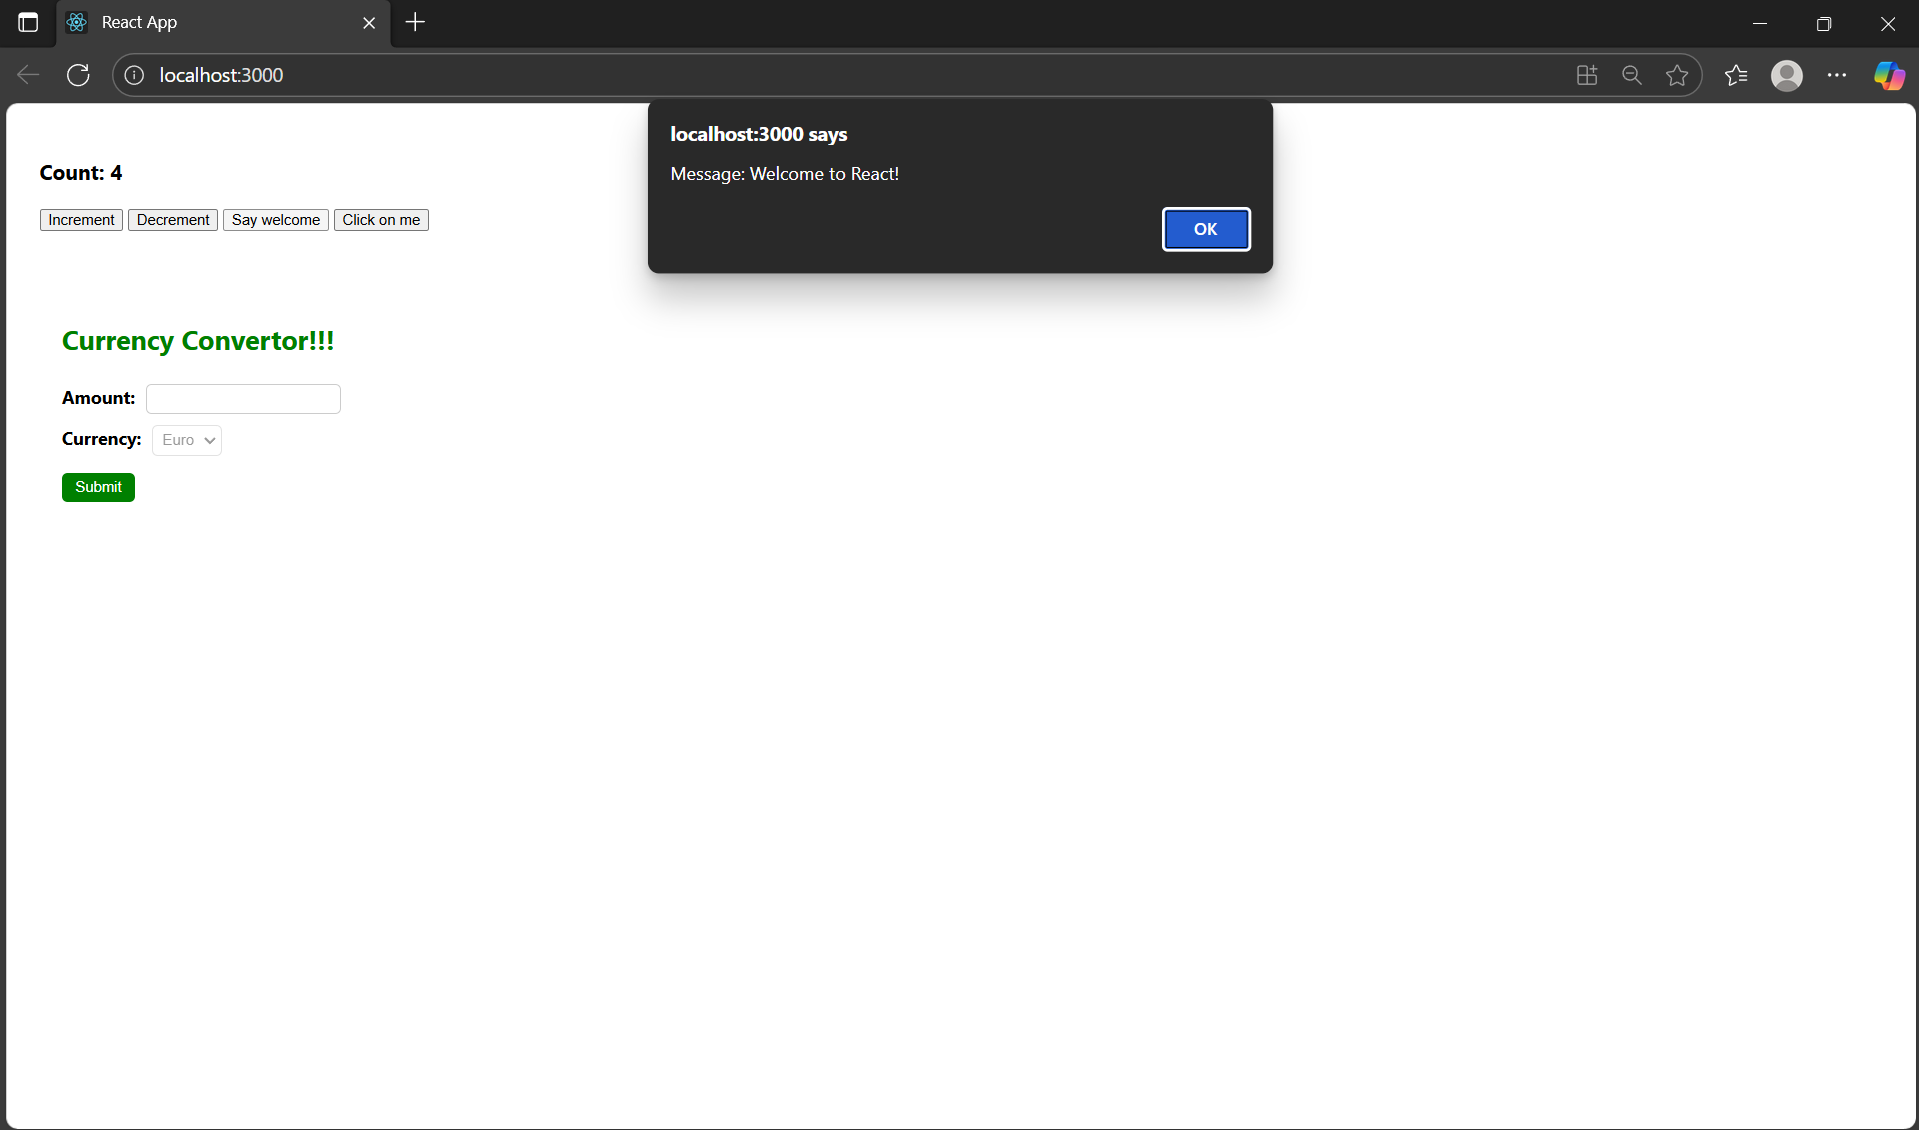 React App
localhost:3000
localhost:3000 says
Message: Welcome to React!
OK
Count: 4
Increment Decrement Say welcome Click on me
Currency Convertor!!!
Amount:
Currency: Euro
Submit